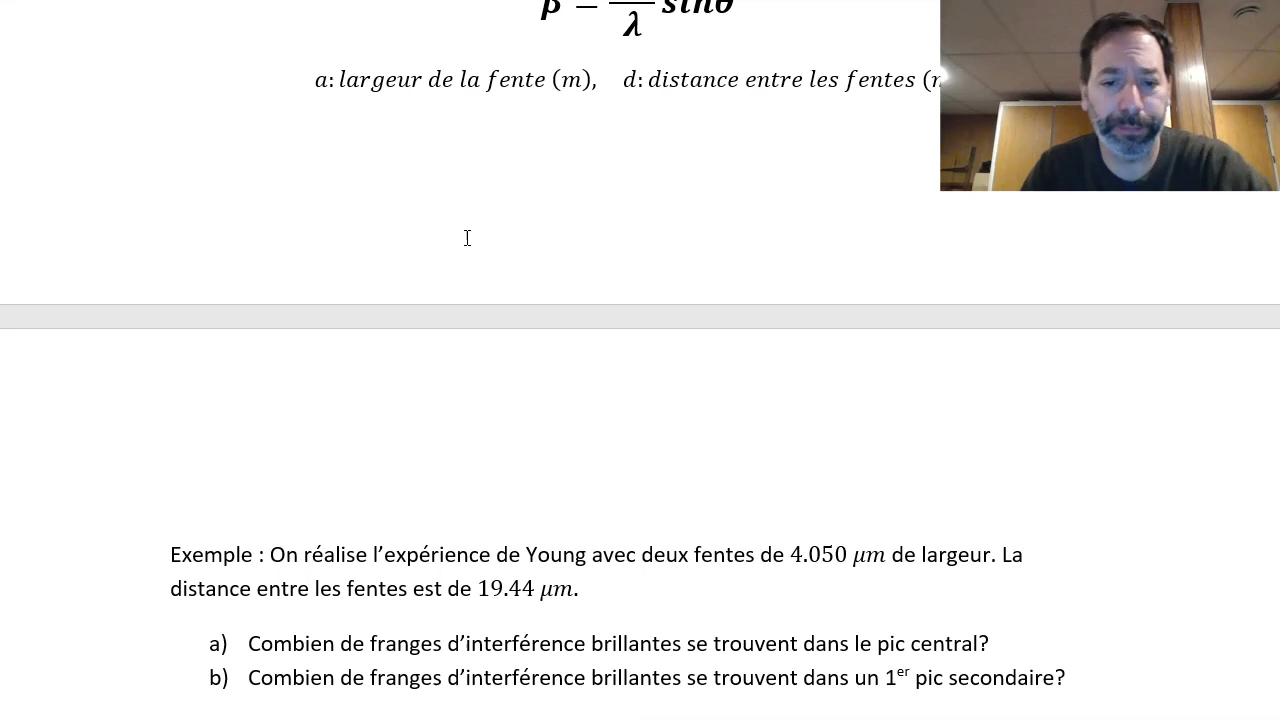 β = λ sinθ
a: largeur de la fente (m), d: distance entre les fentes
Exemple : On réalise l'expérience de Young avec deux fentes de 4.050 μm de largeur. La
distance entre les fentes est de 19.44 μm.
a) Combien de franges d'interférence brillantes se trouvent dans le pic central?
b) Combien de franges d'interférence brillantes se trouvent dans un 1er pic secondaire?